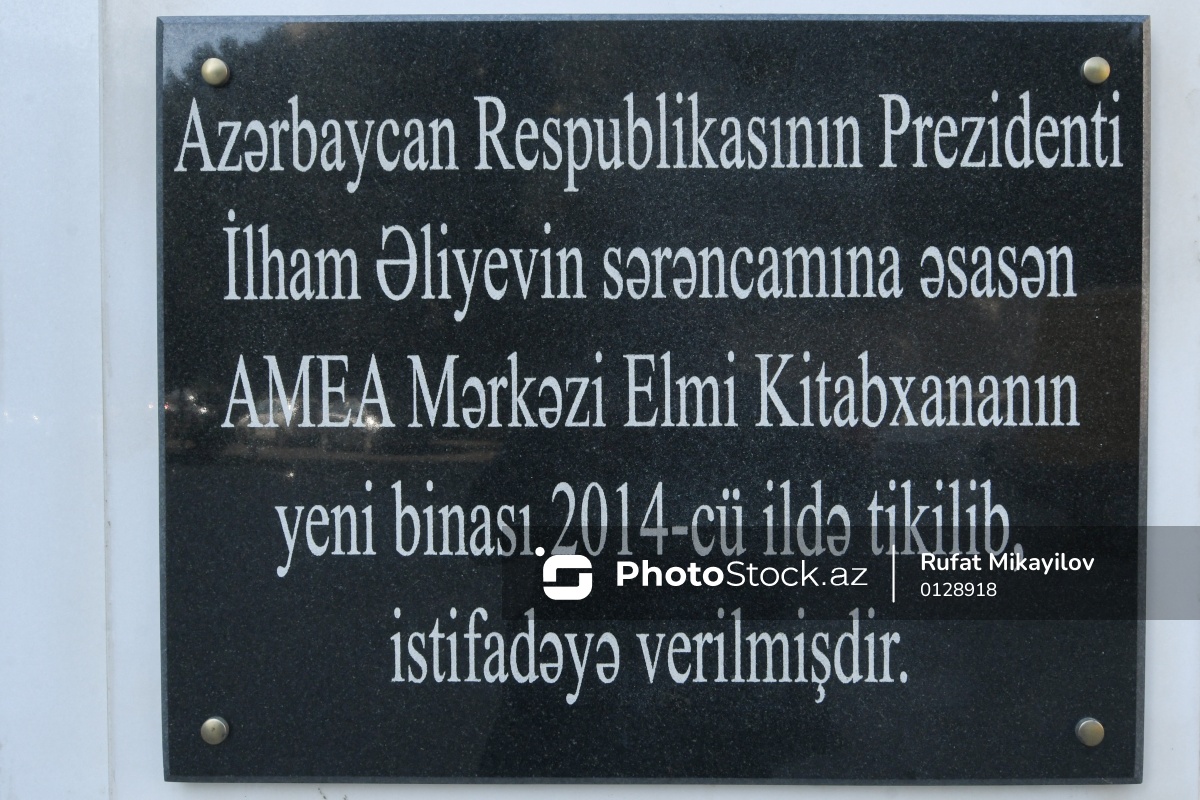 Azərbaycan Respublikasının Prezidenti
İlham Əliyevin sərəncamına əsasən
AMEA Mərkəzi Elmi Kitabxananın
yeni binası 2014-cü ildə tikilib,
PhotoStock.az
Rufat Mikayilov
0128918
istifadəyə verilmişdir.